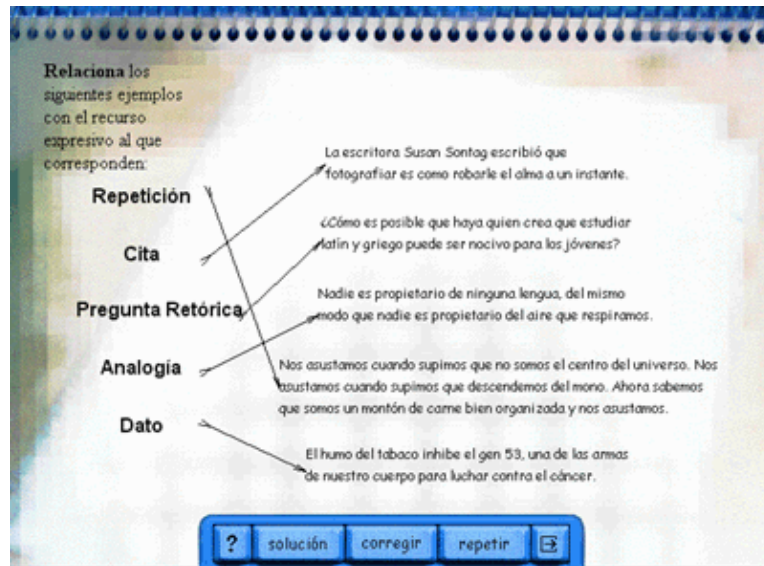 Relaciona los
siguientes ejemplos
con el recurso
expresivo al que
corresponden:
Repetición
Cita
Pregunta Retórica
Analogía
Dato
La escritora Susan Sontag escribió que
fotografiar es como robarle el alma a un instante.
¿Cómo es posible que haya quien crea que estudiar
latín y griego puede ser nocivo para los jóvenes?
Nadie es propietario de ninguna lengua, del mismo
modo que nadie es propietario del aire que respiramos.
Nos asustamos cuando supimos que no somos el centro del universo. Nos
asustamos cuando supimos que descendemos del mono. Ahora sabemos
que somos un montón de carne bien organizada y nos asustamos.
El humo del tabaco inhibe el gen 53, una de las armas
de nuestro cuerpo para luchar contra el cáncer.
? solución corregir repetir